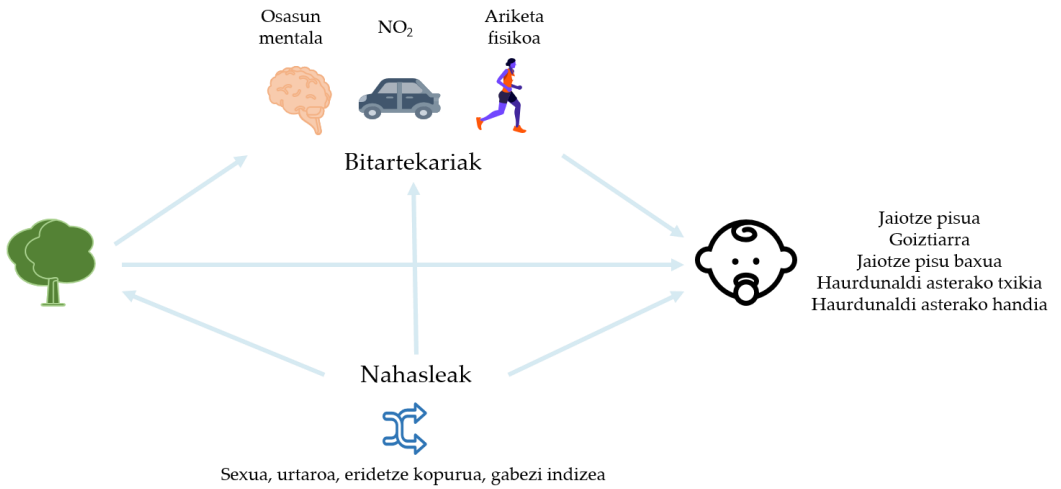 Osasun
mentala
NO₂
Ariketa
fisikoa
Bitartekariak
Jaiotze pisua
Goiztiarra
Jaiotze pisu baxua
Haurdunaldi asterako txikia
Haurdunaldi asterako handia
Nahasleak
Sexua, urtaroa, eridetze kopurua, gabezi indizea